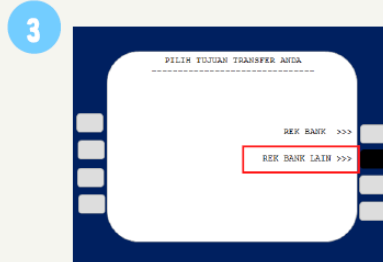 3
PILIH TUJUAN TRANSFER ANDA
--------------------------------
REK BANK >>>
REK BANK LAIN >>>